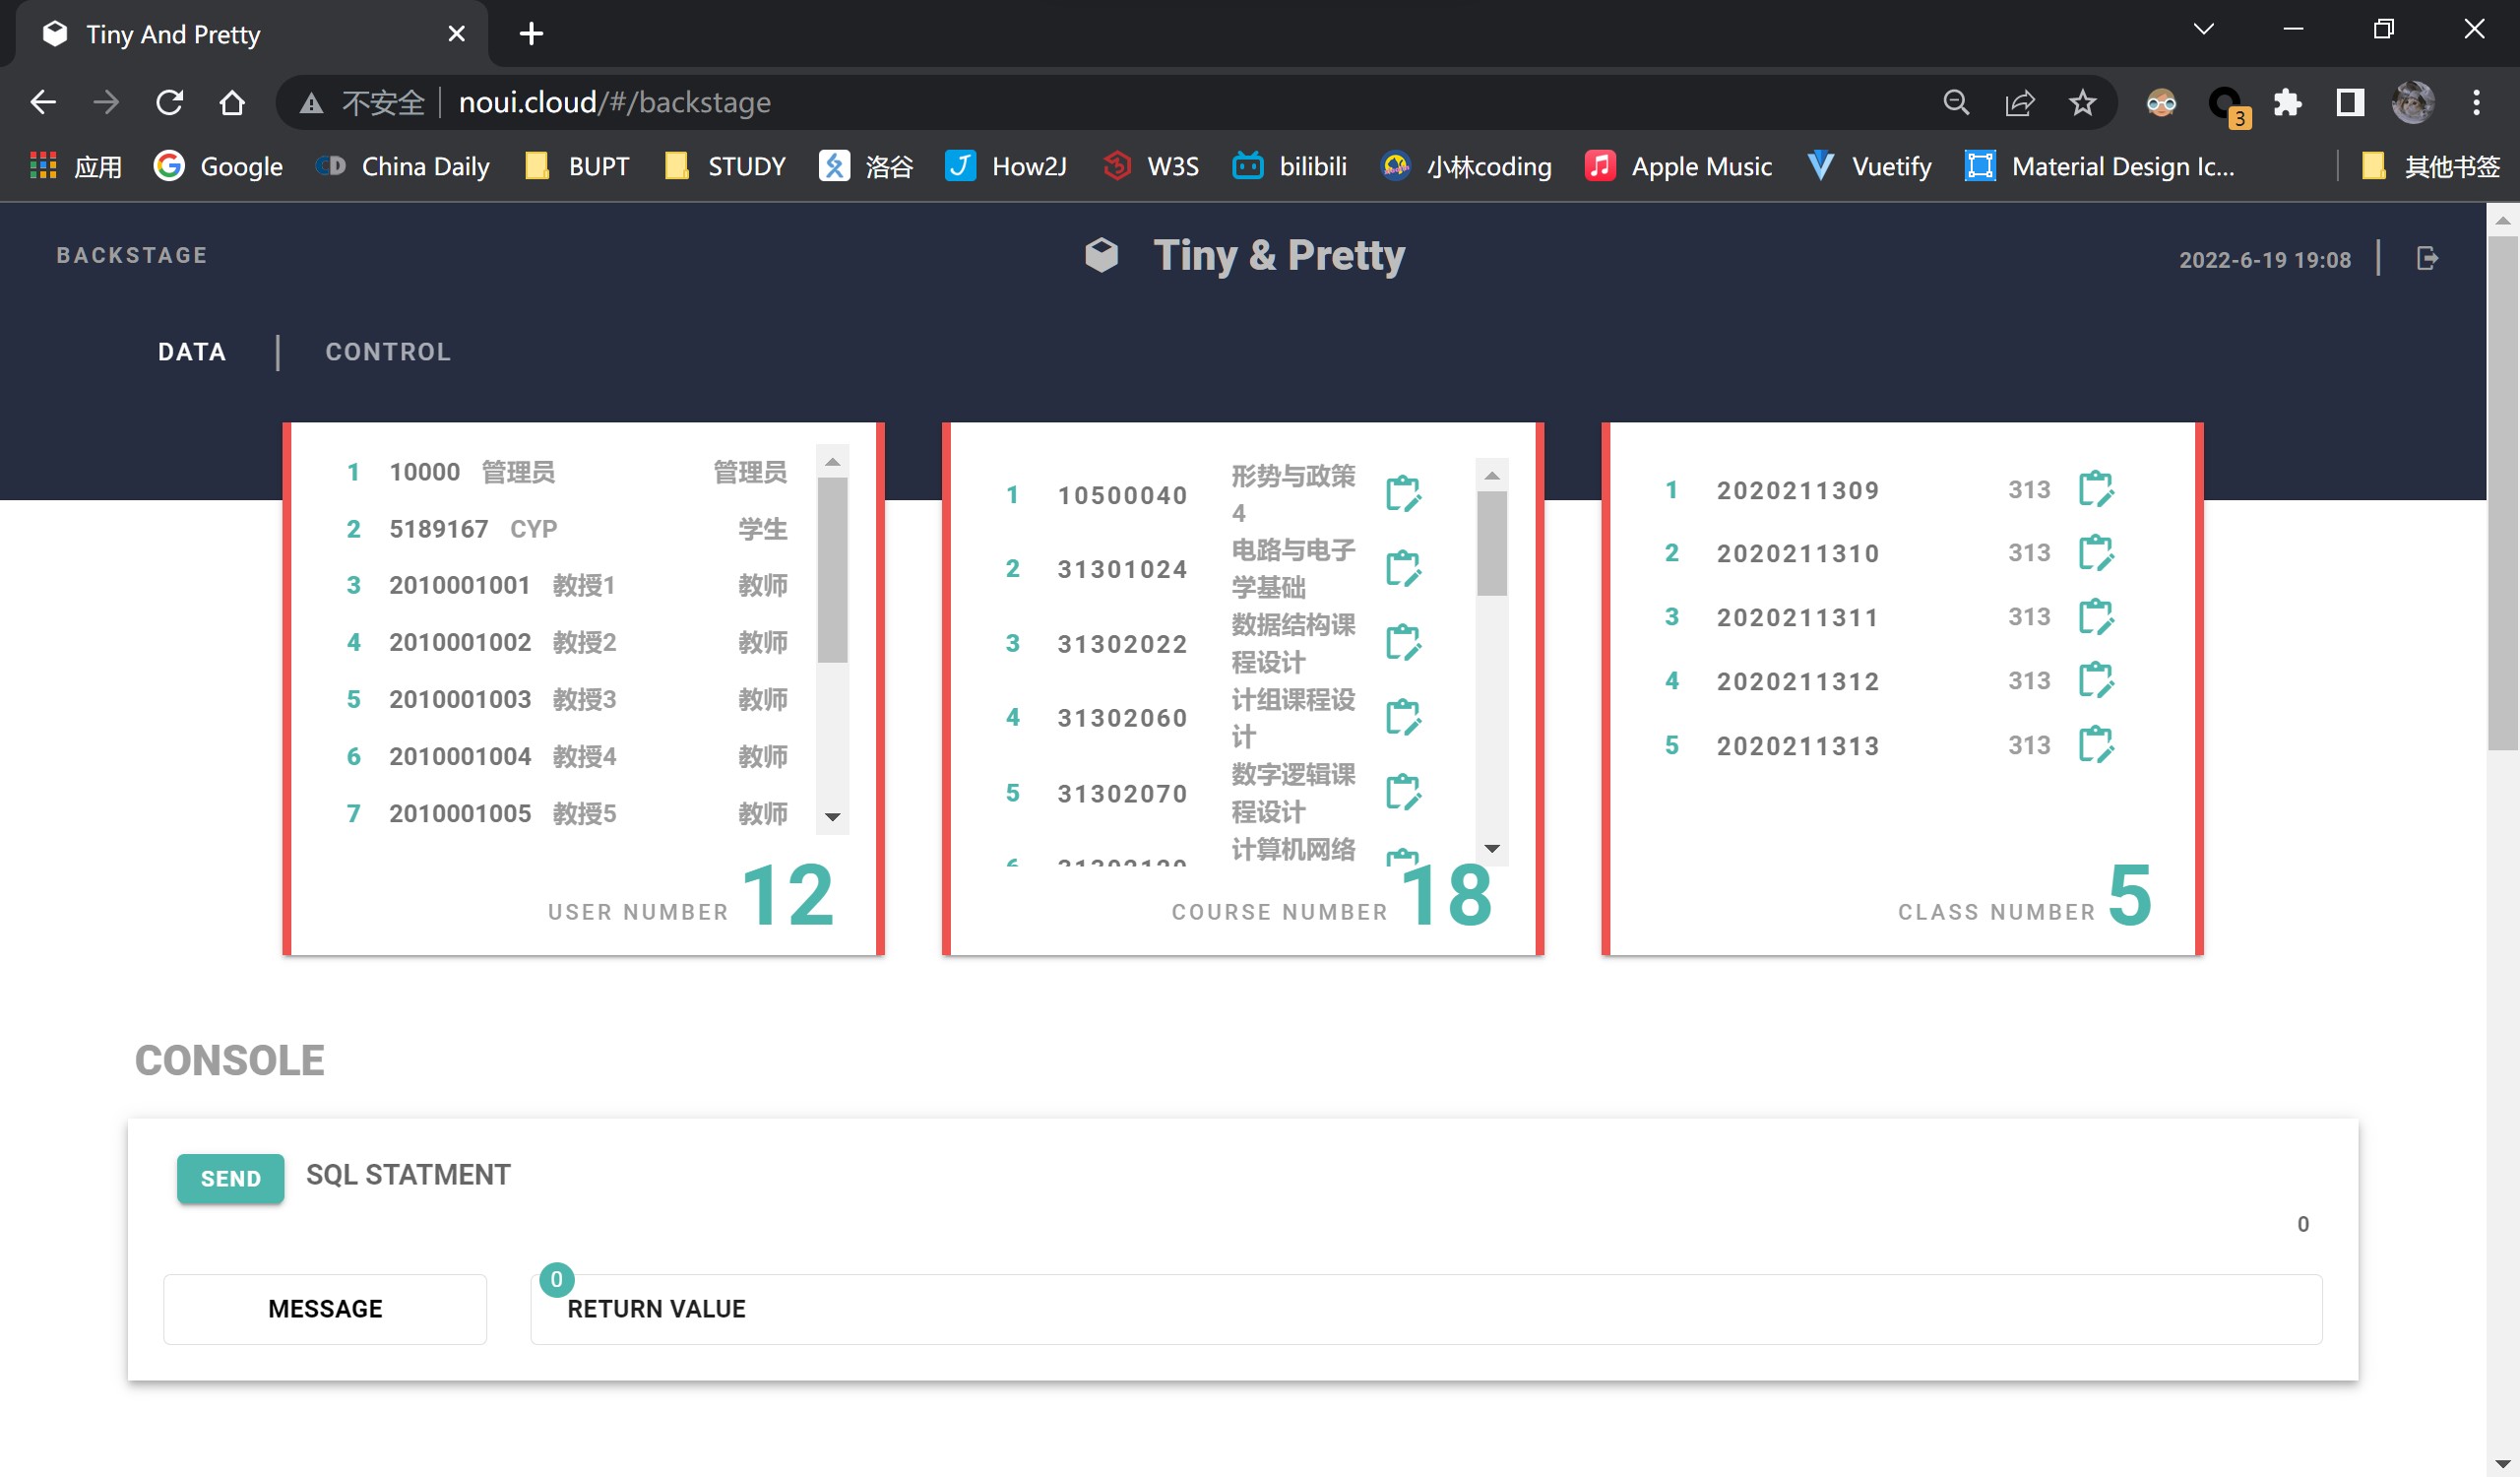 Tiny And Pretty
不安全 noui.cloud/#/backstage
3
应用 Google China Daily BUPT STUDY 洛谷 How2J W3S bilibili 小林coding Apple Music Vuetify Material Design Ic... 其他书签
BACKSTAGE
Tiny & Pretty
2022-6-19 19:08
DATA | CONTROL
1 10000 管理员 管理员
2 5189167 CYP 学生
3 2010001001 教授1 教师
4 2010001002 教授2 教师
5 2010001003 教授3 教师
6 2010001004 教授4 教师
7 2010001005 教授5 教师
USER NUMBER 12
1 10500040 形势与政策
4
2 31301024 电路与电子
学基础
3 31302022 数据结构课
程设计
4 31302060 计组课程设
计
5 31302070 数字逻辑课
程设计
计算机网络
COURSE NUMBER 18
1 2020211309 313
2 2020211310 313
3 2020211311 313
4 2020211312 313
5 2020211313 313
CLASS NUMBER 5
CONSOLE
SEND SQL STATMENT
0
MESSAGE
0
RETURN VALUE